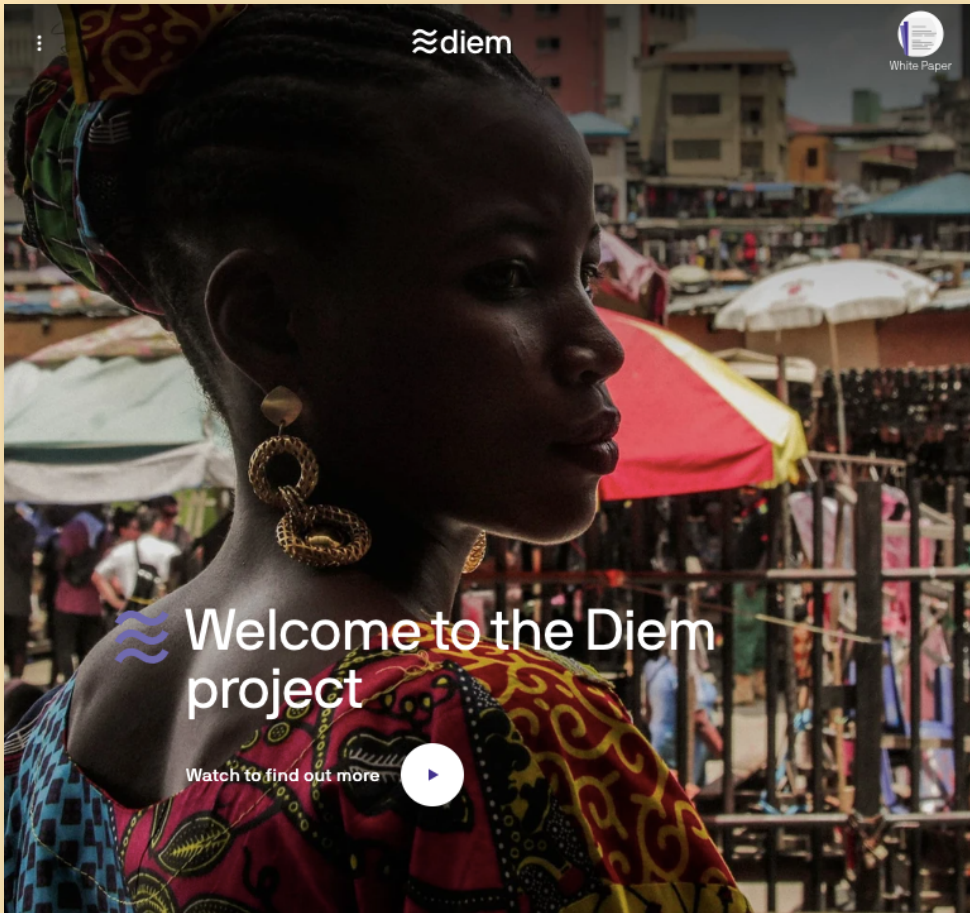 diem
White Paper
Welcome to the Diem
project
Watch to find out more